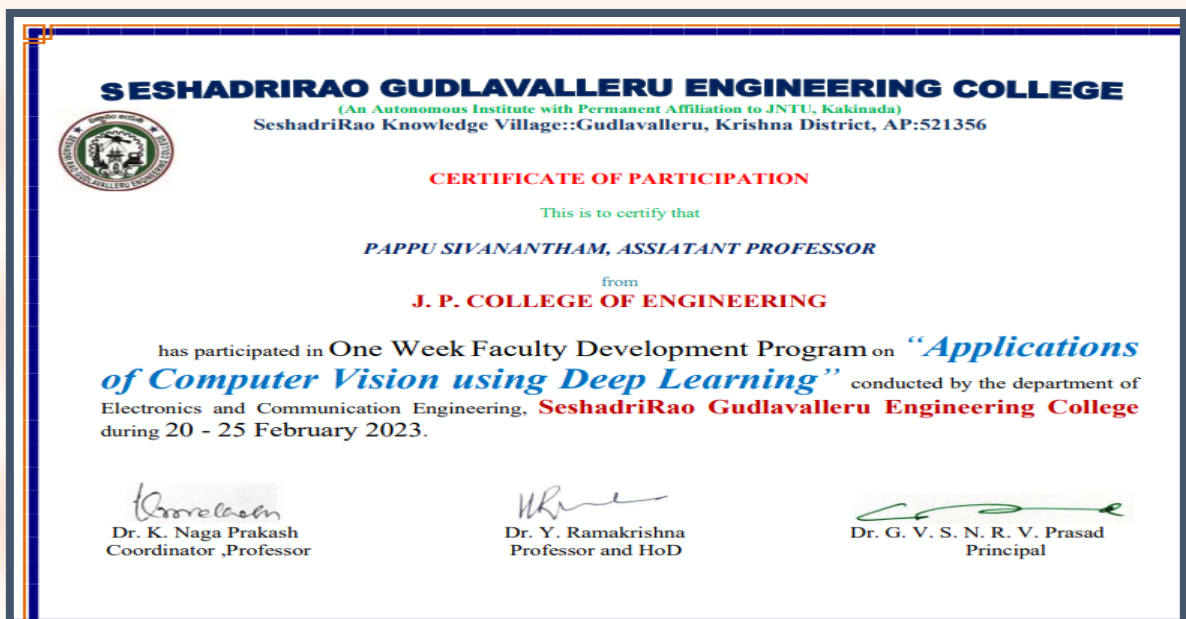 SESHADRIRAO GUDLAVALLERU ENGINEERING COLLEGE
(An Autonomous Institute with Permanent Affiliation to JNTU, Kakinada)
SeshadriRao Knowledge Village::Gudlavalleru, Krishna District, AP:521356
CERTIFICATE OF PARTICIPATION
This is to certify that
PAPPU SIVANANTHAM, ASSIATANT PROFESSOR
from
J. P. COLLEGE OF ENGINEERING
has participated in One Week Faculty Development Program on “Applications
of Computer Vision using Deep Learning” conducted by the department of
Electronics and Communication Engineering, SeshadriRao Gudlavalleru Engineering College
during 20 - 25 February 2023.
Dr. K. Naga Prakash
Coordinator ,Professor
Dr. Y. Ramakrishna
Professor and HoD
Dr. G. V. S. N. R. V. Prasad
Principal